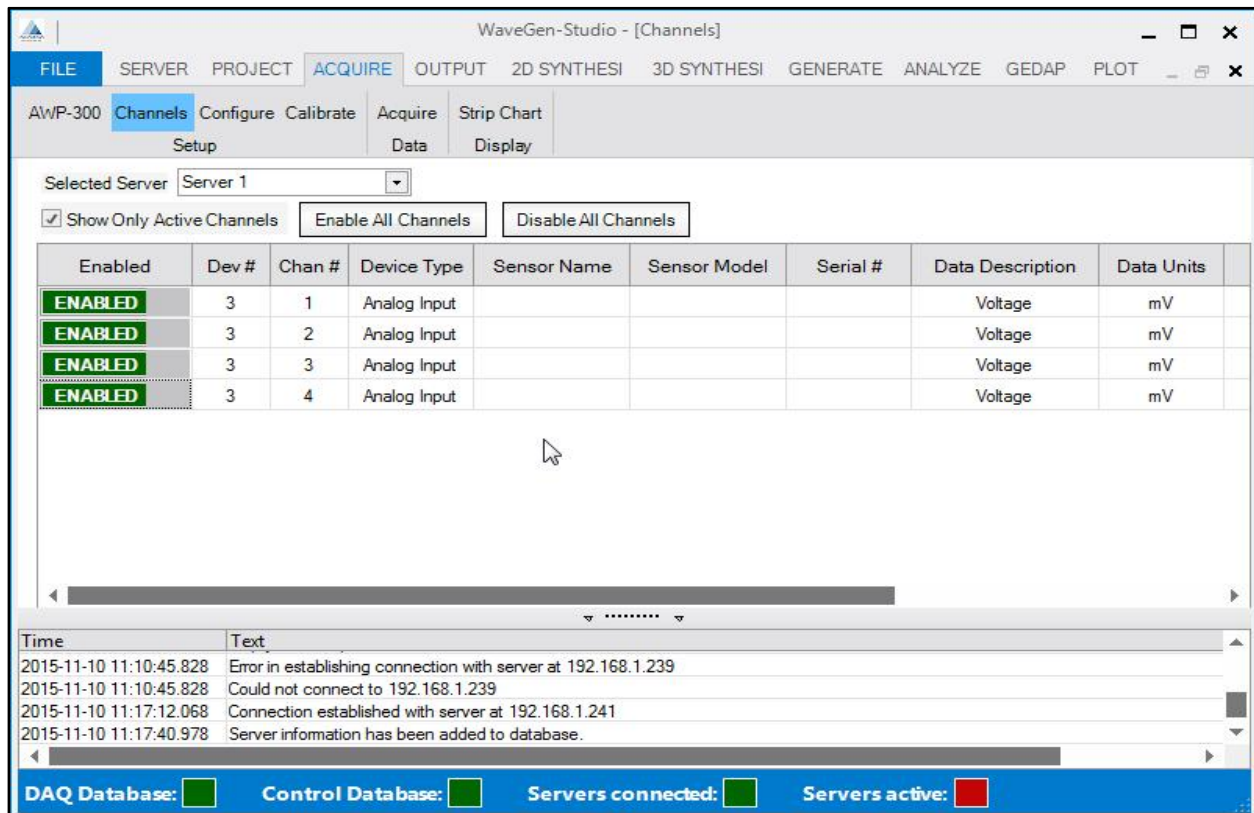 WaveGen-Studio - [Channels]
FILE SERVER PROJECT ACQUIRE OUTPUT 2D SYNTHESI 3D SYNTHESI GENERATE ANALYZE GEDAP PLOT
AWP-300 Channels Configure Calibrate Acquire Strip Chart
Setup Data Display
Selected Server Server 1
Show Only Active Channels Enable All Channels Disable All Channels
Enabled Dev # Chan # Device Type Sensor Name Sensor Model Serial # Data Description Data Units
ENABLED 3 1 Analog Input Voltage mV
ENABLED 3 2 Analog Input Voltage mV
ENABLED 3 3 Analog Input Voltage mV
ENABLED 3 4 Analog Input Voltage mV
Time Text
2015-11-10 11:10:45.828 Error in establishing connection with server at 192.168.1.239
2015-11-10 11:10:45.828 Could not connect to 192.168.1.239
2015-11-10 11:17:12.068 Connection established with server at 192.168.1.241
2015-11-10 11:17:40.978 Server information has been added to database.
DAQ Database: Control Database: Servers connected: Servers active: